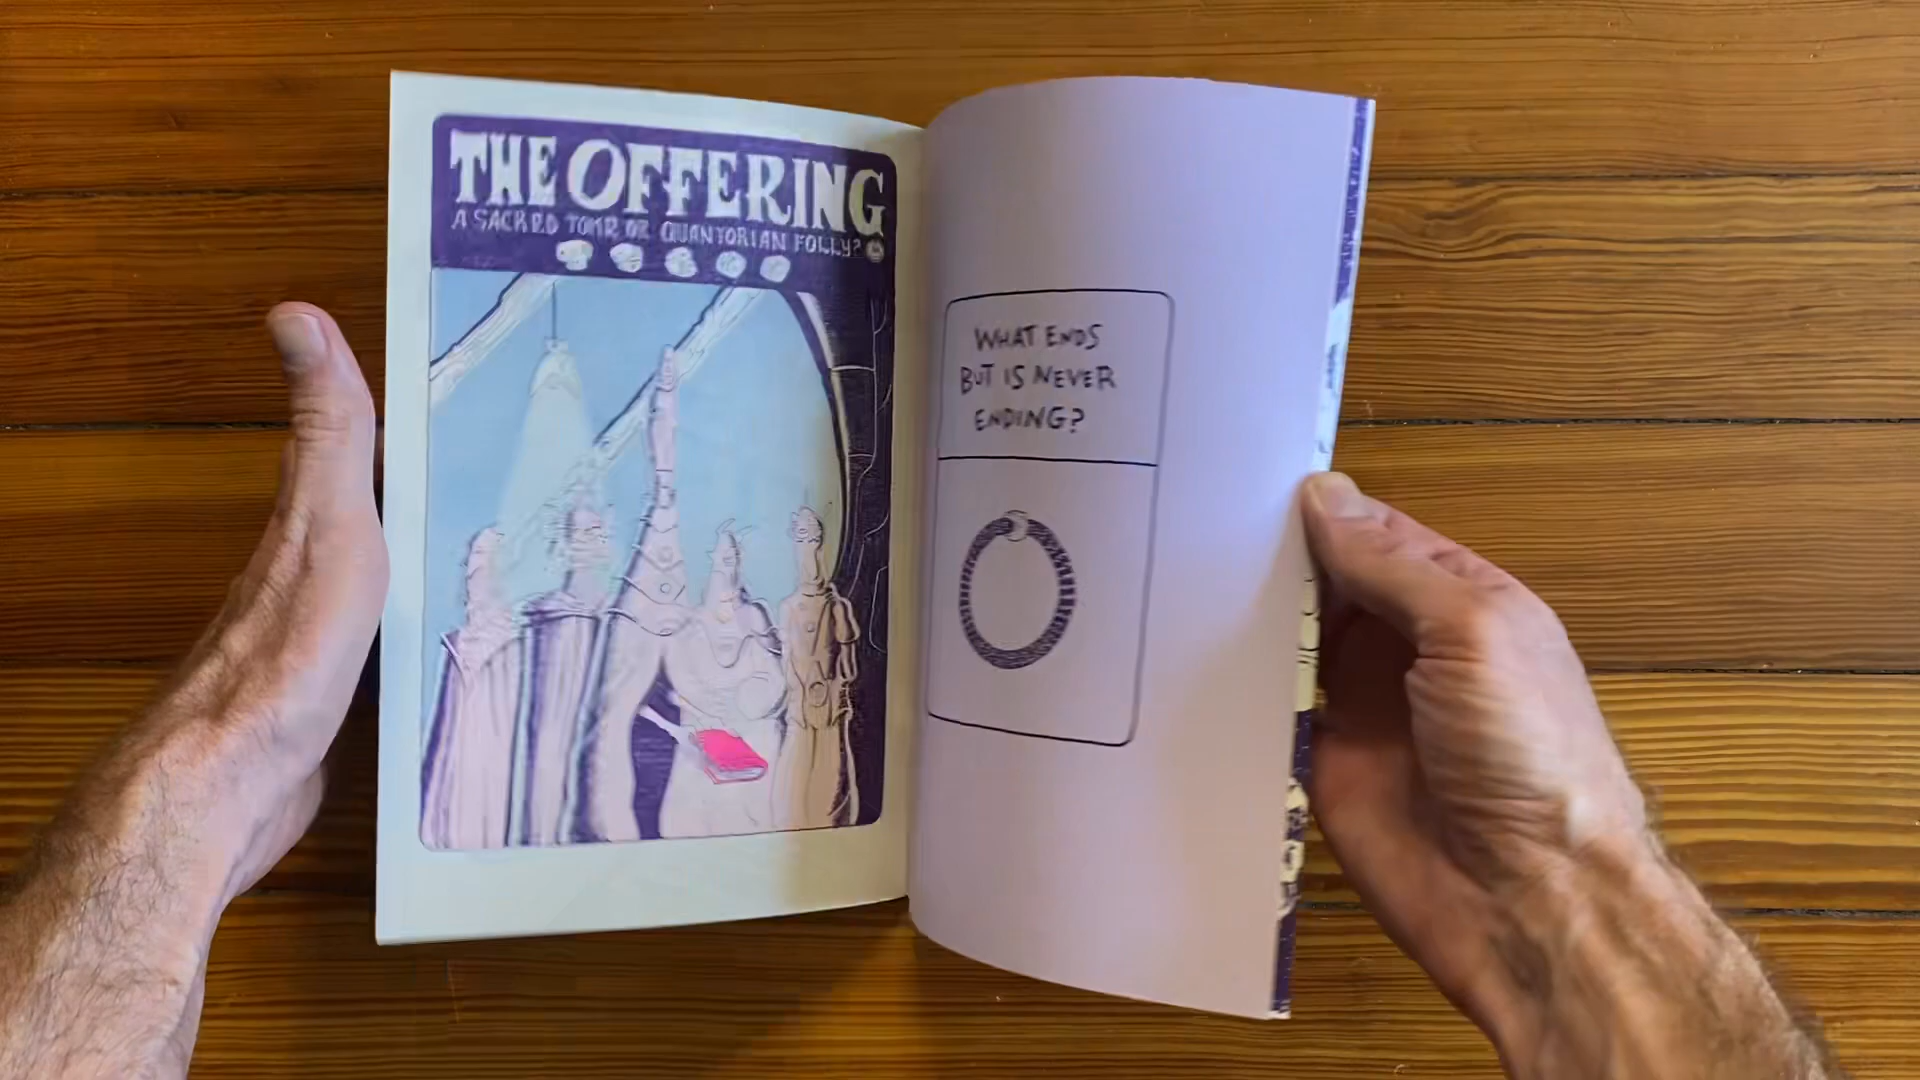 THE OFFERING
A SACRED TOME OR QUANTORIAN FOLLY?
WHAT ENDS
BUT IS NEVER
ENDING?